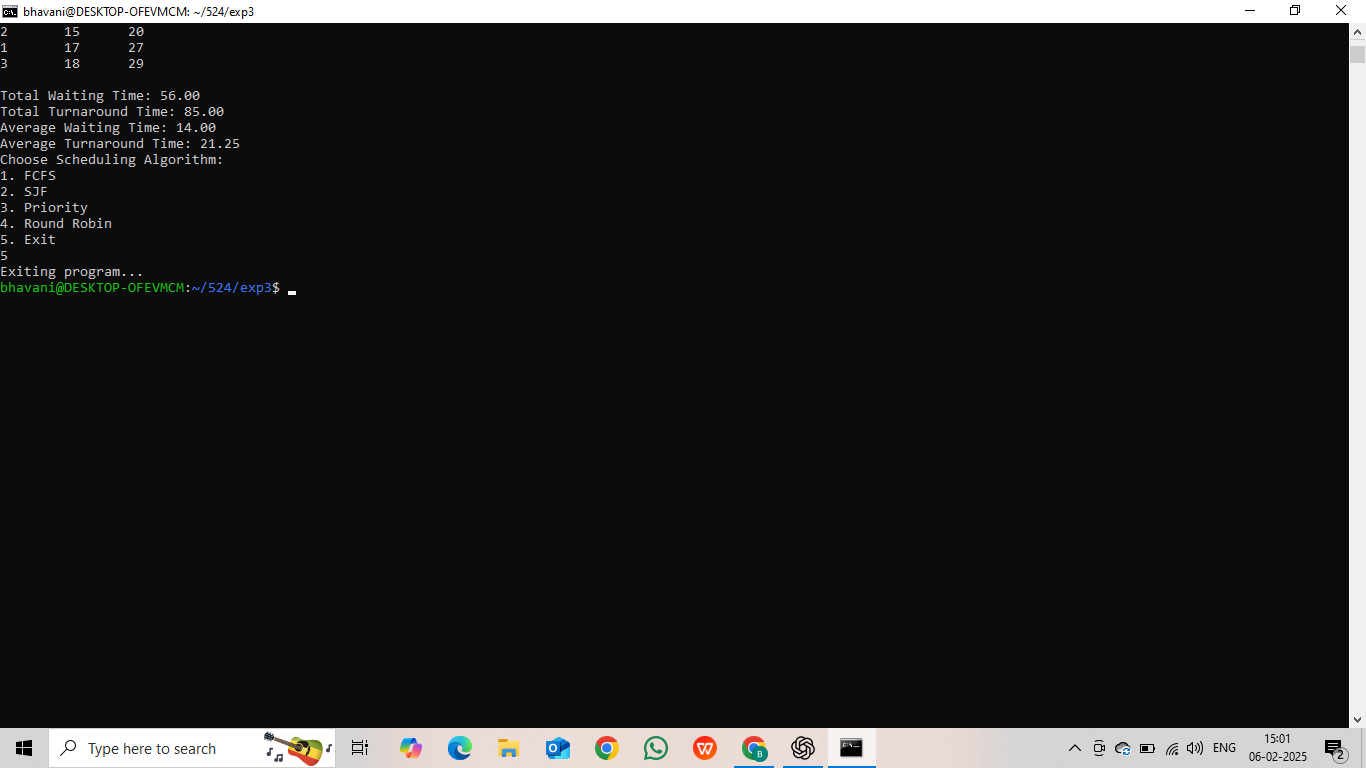 bhavani@DESKTOP-OFEVMCM: ~/524/exp3
2 15 20
1 17 27
3 18 29
Total Waiting Time: 56.00
Total Turnaround Time: 85.00
Average Waiting Time: 14.00
Average Turnaround Time: 21.25
Choose Scheduling Algorithm:
1. FCFS
2. SJF
3. Priority
4. Round Robin
5. Exit
5
Exiting program...
bhavani@DESKTOP-OFEVMCM:~/524/exp3$
Type here to search
ENG
15:01
06-02-2025
2